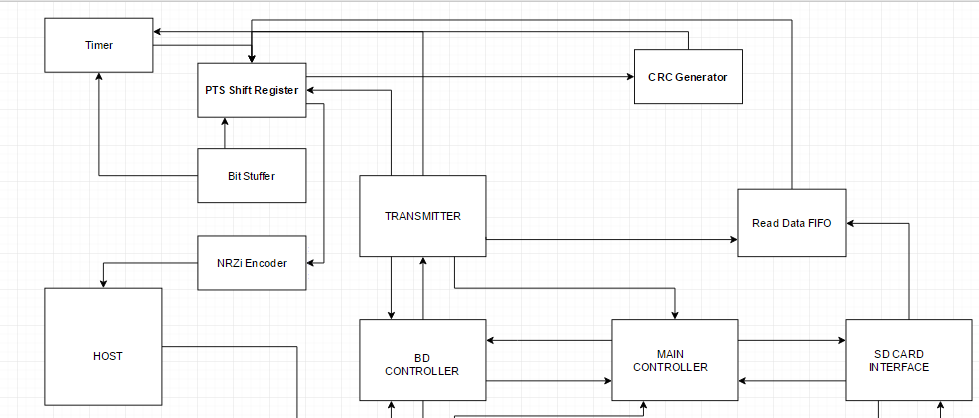 Timer
PTS Shift Register
CRC Generator
Bit Stuffer
TRANSMITTER
Read Data FIFO
NRZi Encoder
HOST
BD
CONTROLLER
MAIN
CONTROLLER
SD CARD
INTERFACE